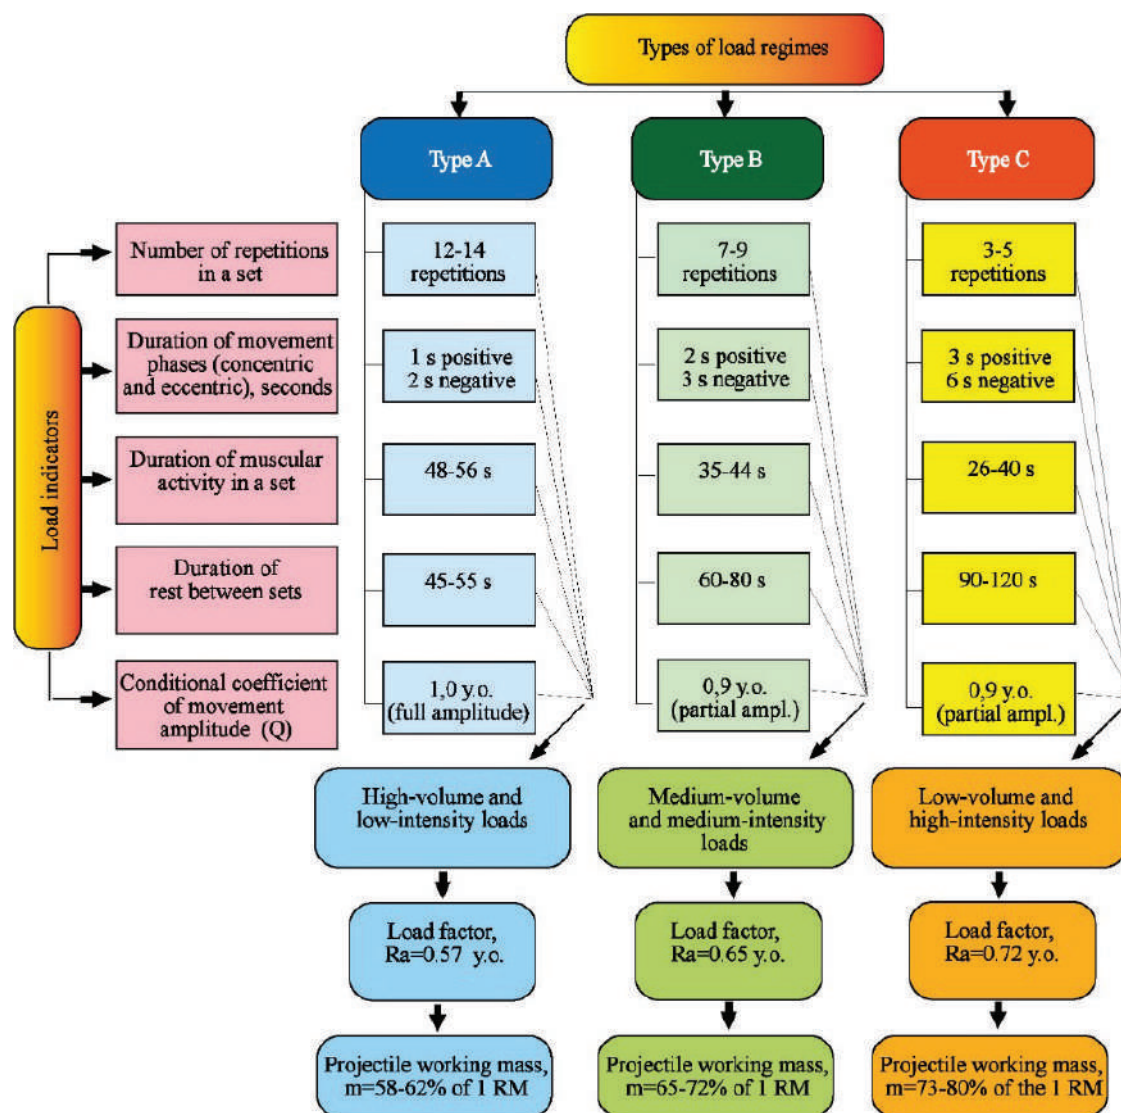 Types of load regimes
Type A
Type B
Type C
Load indicators
Number of repetitions
in a set
12-14
repetitions
7-9
repetitions
3-5
repetitions
Duration of movement
phases (concentric
and eccentric), seconds
1 s positive
2 s negative
2 s positive
3 s negative
3 s positive
6 s negative
Duration of muscular
activity in a set
48-56 s
35-44 s
26-40 s
Duration of
rest between sets
45-55 s
60-80 s
90-120 s
Conditional coefficient
of movement
amplitude (Q)
1,0 y.o.
(full amplitude)
0,9 y.o.
(partial ampl.)
0,9 y.o.
(partial ampl.)
High-volume and
low-intensity loads
Medium-volume
and medium-intensity
loads
Low-volume and
high-intensity loads
Load factor,
Ra=0.57 y.o.
Load factor,
Ra=0.65 y.o.
Load factor,
Ra=0.72 y.o.
Projectile working mass,
m=58-62% of 1 RM
Projectile working mass,
m=65-72% of 1 RM
Projectile working mass,
m=73-80% of the 1 RM